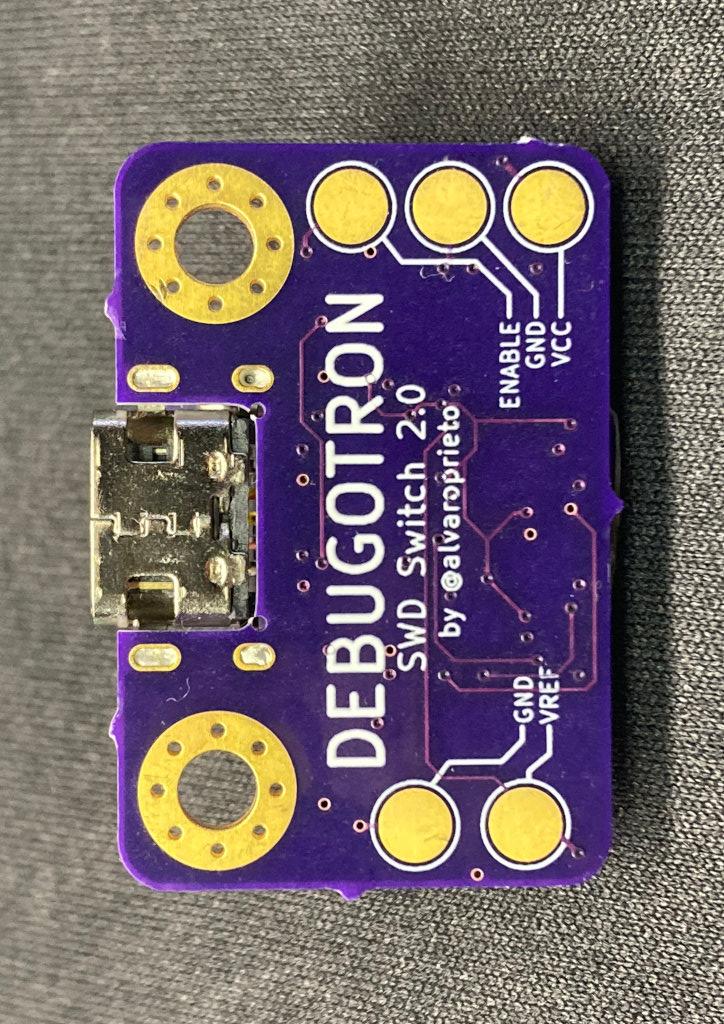 DEBUGOTRON
SWD Switch 2.0
by @alvaroprieto
GND
VREF
ENABLE
GND
VCC